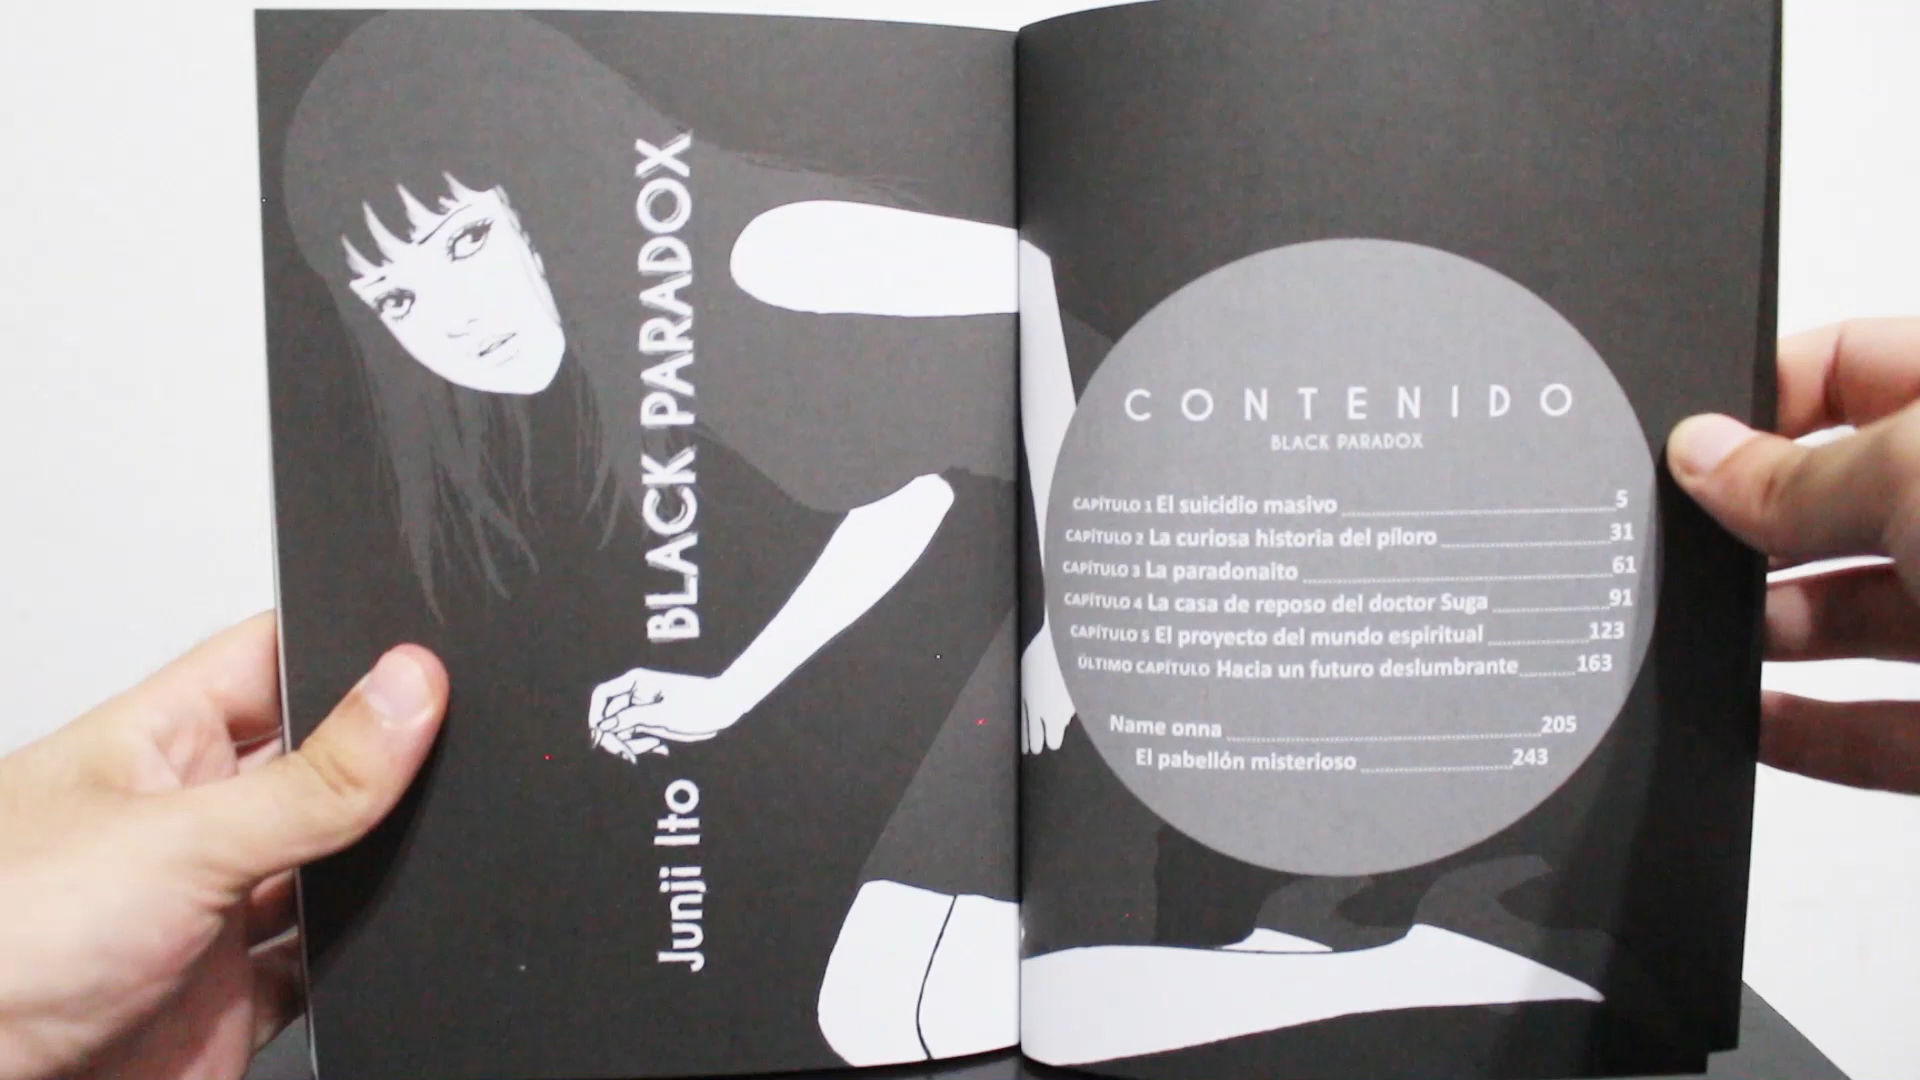 Junji Ito BLACK PARADOX
CONTENIDO
BLACK PARADOX
CAPÍTULO 1 El suicidio masivo 5
CAPÍTULO 2 La curiosa historia del píloro 31
CAPÍTULO 3 La paradonaito 61
CAPÍTULO 4 La casa de reposo del doctor Suga 91
CAPÍTULO 5 El proyecto del mundo espiritual 123
ÚLTIMO CAPÍTULO Hacia un futuro deslumbrante 163
Name onna 205
El pabellón misterioso 243